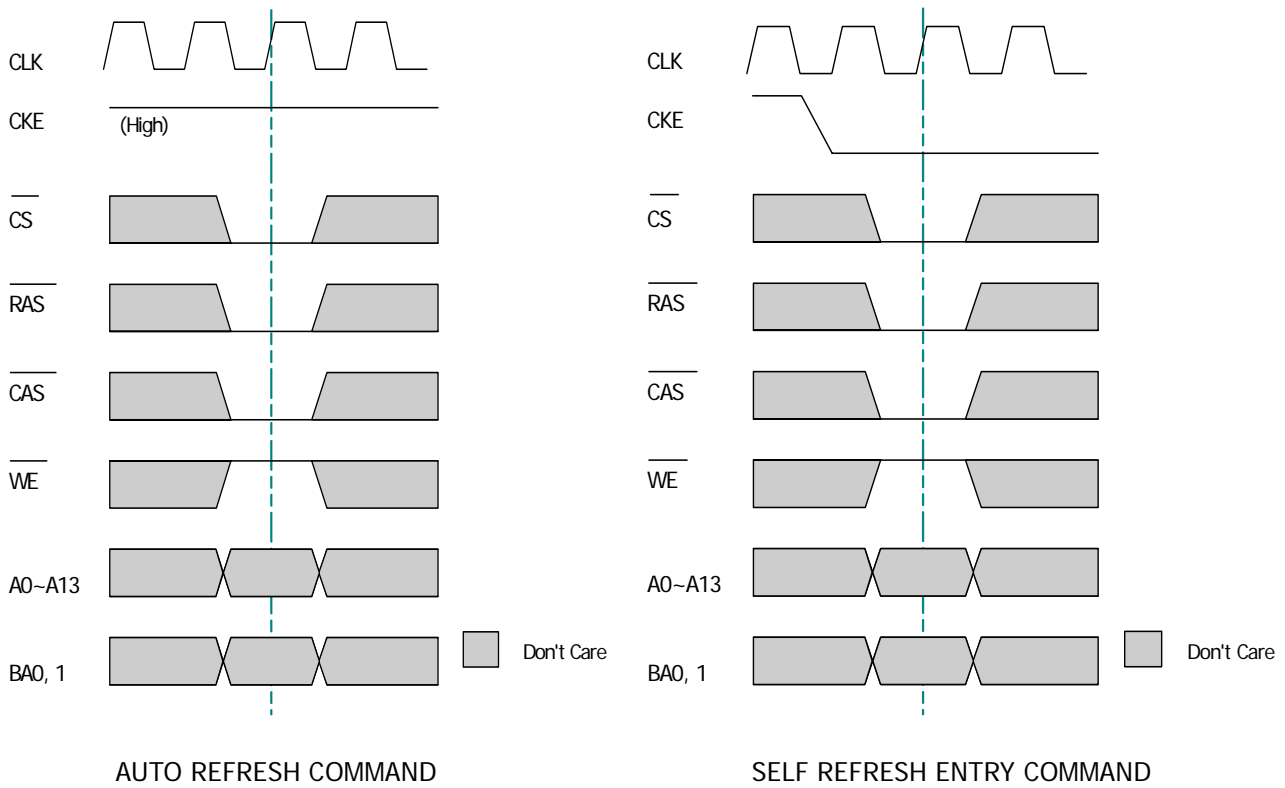 CLK
CKE
(High)
CS
RAS
CAS
WE
A0~A13
BA0, 1
Don't Care
AUTO REFRESH COMMAND
CLK
CKE
CS
RAS
CAS
WE
A0~A13
BA0, 1
Don't Care
SELF REFRESH ENTRY COMMAND